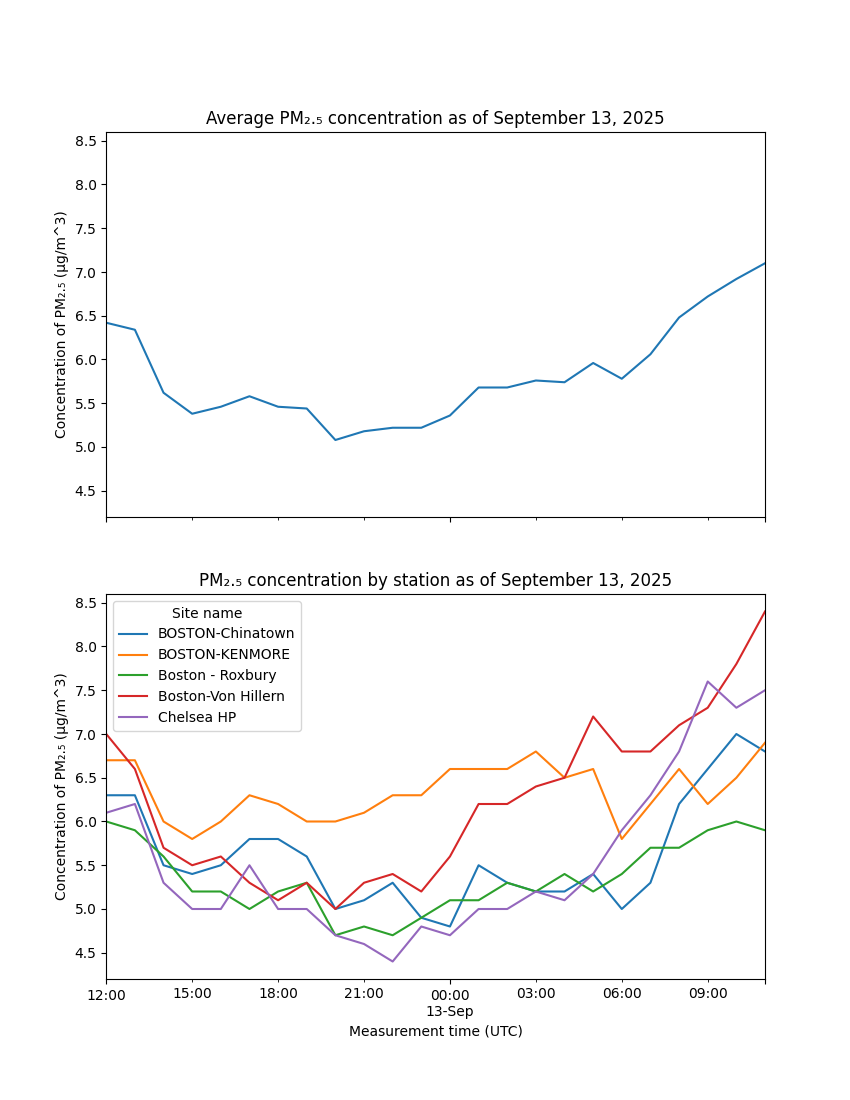 Average PM₂.₅ concentration as of September 13, 2025
Concentration of PM₂.₅ (µg/m^3)
8.5
8.0
7.5
7.0
6.5
6.0
5.5
5.0
4.5
PM₂.₅ concentration by station as of September 13, 2025
Concentration of PM₂.₅ (µg/m^3)
8.5
8.0
7.5
7.0
6.5
6.0
5.5
5.0
4.5
Site name
BOSTON-Chinatown
BOSTON-KENMORE
Boston - Roxbury
Boston-Von Hillern
Chelsea HP
12:00 15:00 18:00 21:00 00:00 03:00 06:00 09:00
13-Sep
Measurement time (UTC)